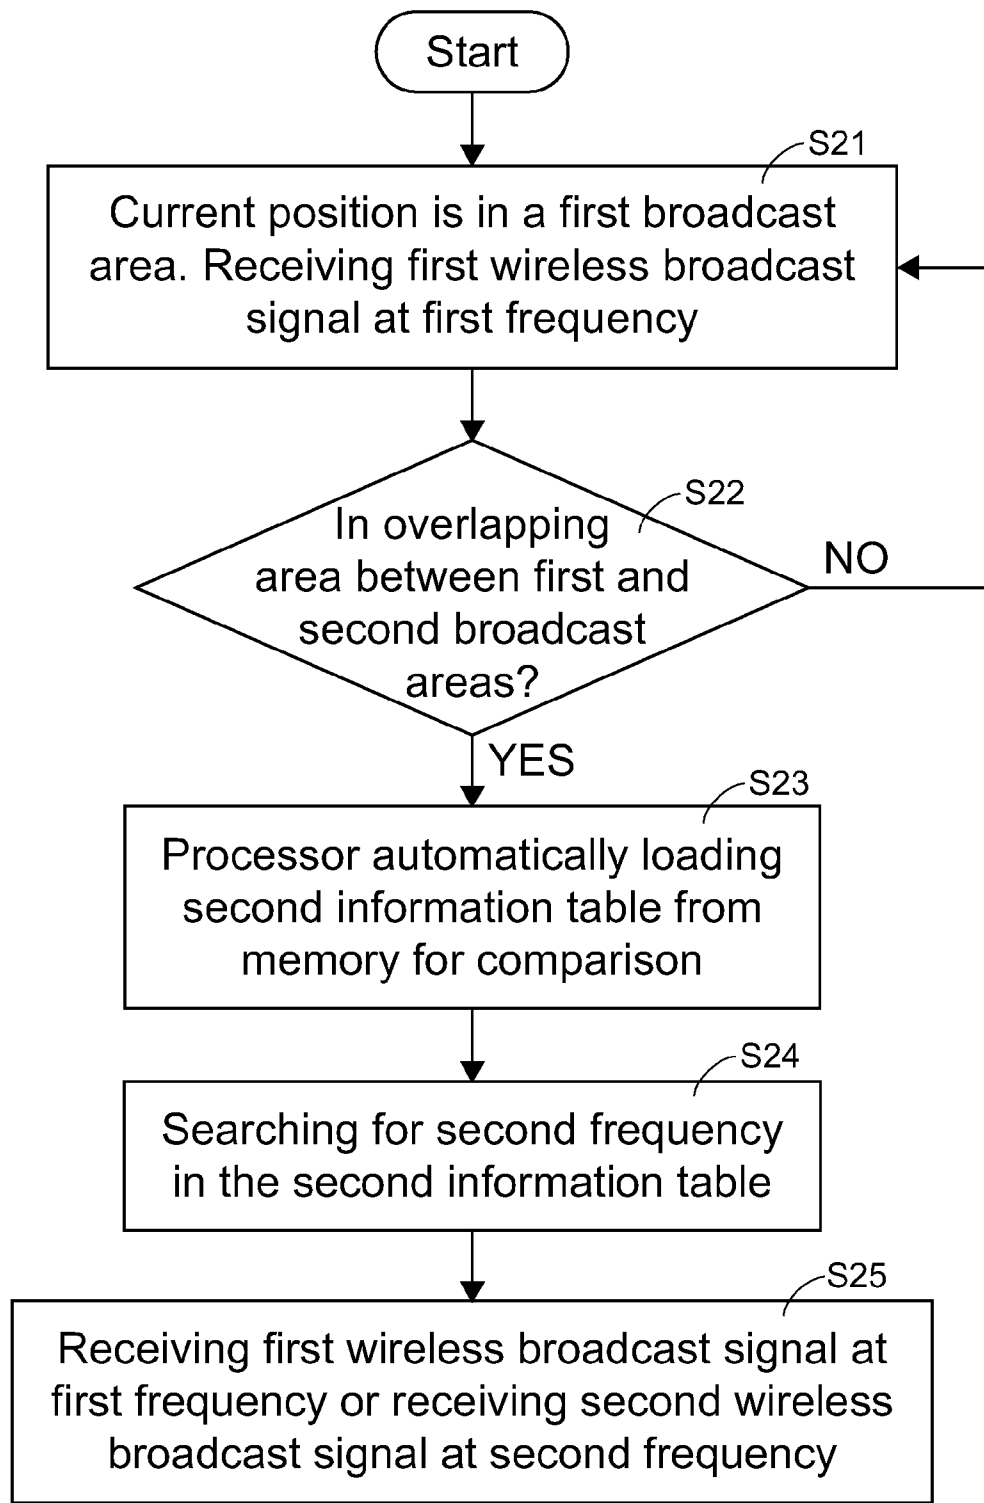 Start
S21
Current position is in a first broadcast
area. Receiving first wireless broadcast
signal at first frequency
S22
In overlapping
area between first and
second broadcast
areas?
NO
YES
S23
Processor automatically loading
second information table from
memory for comparison
S24
Searching for second frequency
in the second information table
S25
Receiving first wireless broadcast signal at
first frequency or receiving second wireless
broadcast signal at second frequency